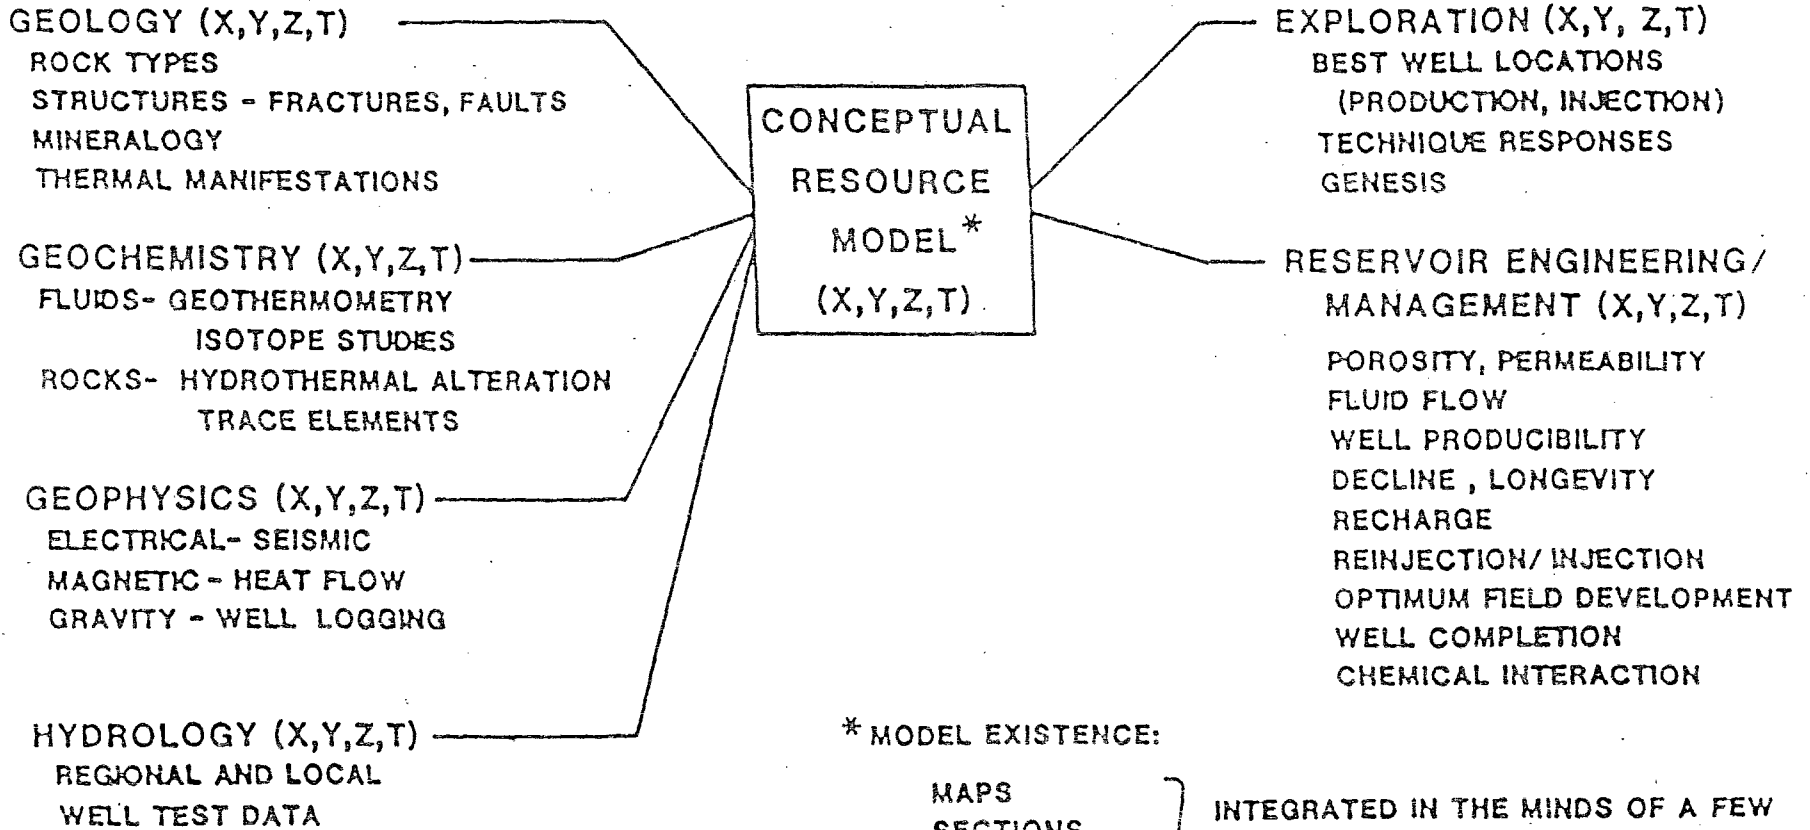 GEOLOGY (X,Y,Z,T)
ROCK TYPES
STRUCTURES - FRACTURES, FAULTS
MINERALOGY
THERMAL MANIFESTATIONS
GEOCHEMISTRY (X,Y,Z,T)
FLUIDS- GEOTHERMOMETRY
ISOTOPE STUDIES
ROCKS- HYDROTHERMAL ALTERATION
TRACE ELEMENTS
GEOPHYSICS (X,Y,Z,T)
ELECTRICAL- SEISMIC
MAGNETIC - HEAT FLOW
GRAVITY - WELL LOGGING
HYDROLOGY (X,Y,Z,T)
REGIONAL AND LOCAL
WELL TEST DATA
CONCEPTUAL
RESOURCE
MODEL*
(X,Y,Z,T)
EXPLORATION (X,Y, Z,T)
BEST WELL LOCATIONS
(PRODUCTION, INJECTION)
TECHNIQUE RESPONSES
GENESIS
RESERVOIR ENGINEERING/
MANAGEMENT (X,Y,Z,T)
POROSITY, PERMEABILITY
FLUID FLOW
WELL PRODUCIBILITY
DECLINE , LONGEVITY
RECHARGE
REINJECTION/ INJECTION
OPTIMUM FIELD DEVELOPMENT
WELL COMPLETION
CHEMICAL INTERACTION
* MODEL EXISTENCE:
MAPS
SECTIONS
INTEGRATED IN THE MINDS OF A FEW